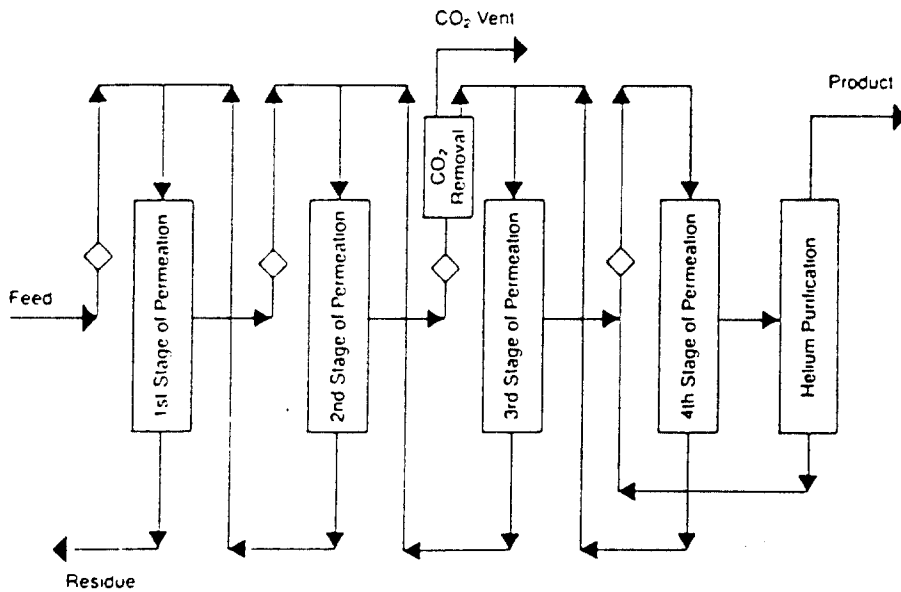 CO₂ Vent
Product
CO₂
Removal
Feed
1st Stage of Permeation
2nd Stage of Permeation
3rd Stage of Permeation
4th Stage of Permeation
Helium Purification
Residue